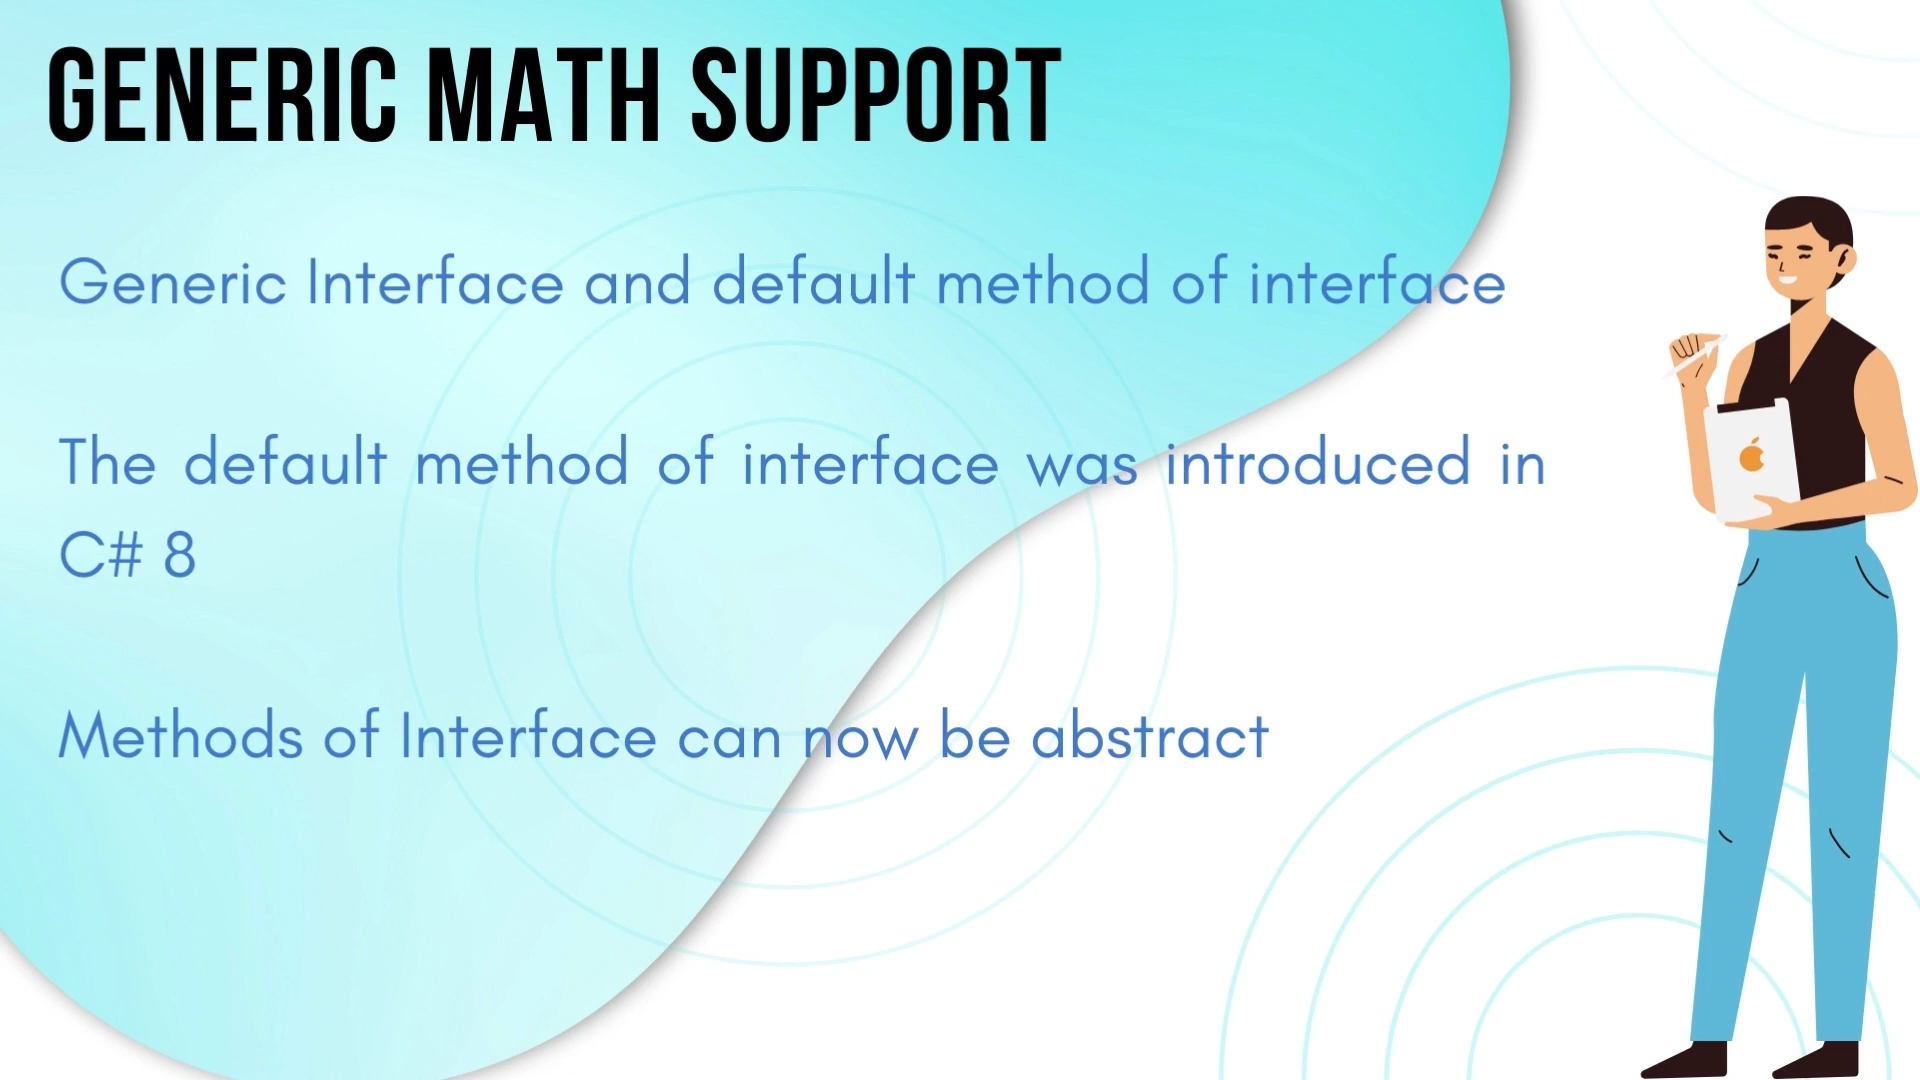 GENERIC MATH SUPPORT
Generic Interface and default method of interface
The default method of interface was introduced in
C# 8
Methods of Interface can now be abstract